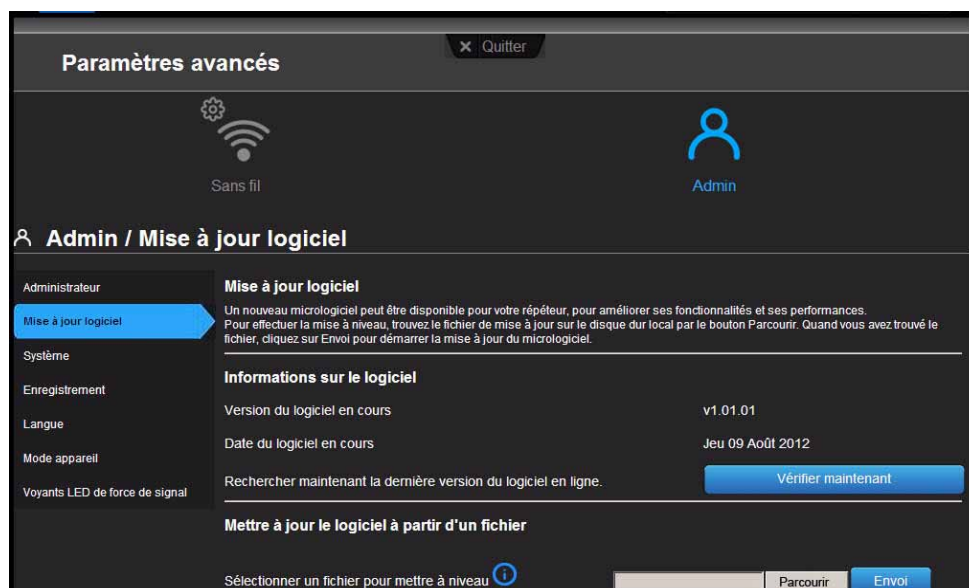 × Quitter
Paramètres avancés
Sans fil
Admin
Admin / Mise à jour logiciel
Administrateur
Mise à jour logiciel
Système
Enregistrement
Langue
Mode appareil
Voyants LED de force de signal
Mise à jour logiciel
Un nouveau micrologiciel peut être disponible pour votre répéteur, pour améliorer ses fonctionnalités et ses performances.
Pour effectuer la mise à niveau, trouvez le fichier de mise à jour sur le disque dur local par le bouton Parcourir. Quand vous avez trouvé le
fichier, cliquez sur Envoi pour démarrer la mise à jour du micrologiciel.
Informations sur le logiciel
Version du logiciel en cours v1.01.01
Date du logiciel en cours Jeu 09 Août 2012
Rechercher maintenant la dernière version du logiciel en ligne. Vérifier maintenant
Mettre à jour le logiciel à partir d'un fichier
Sélectionner un fichier pour mettre à niveau i Parcourir Envoi